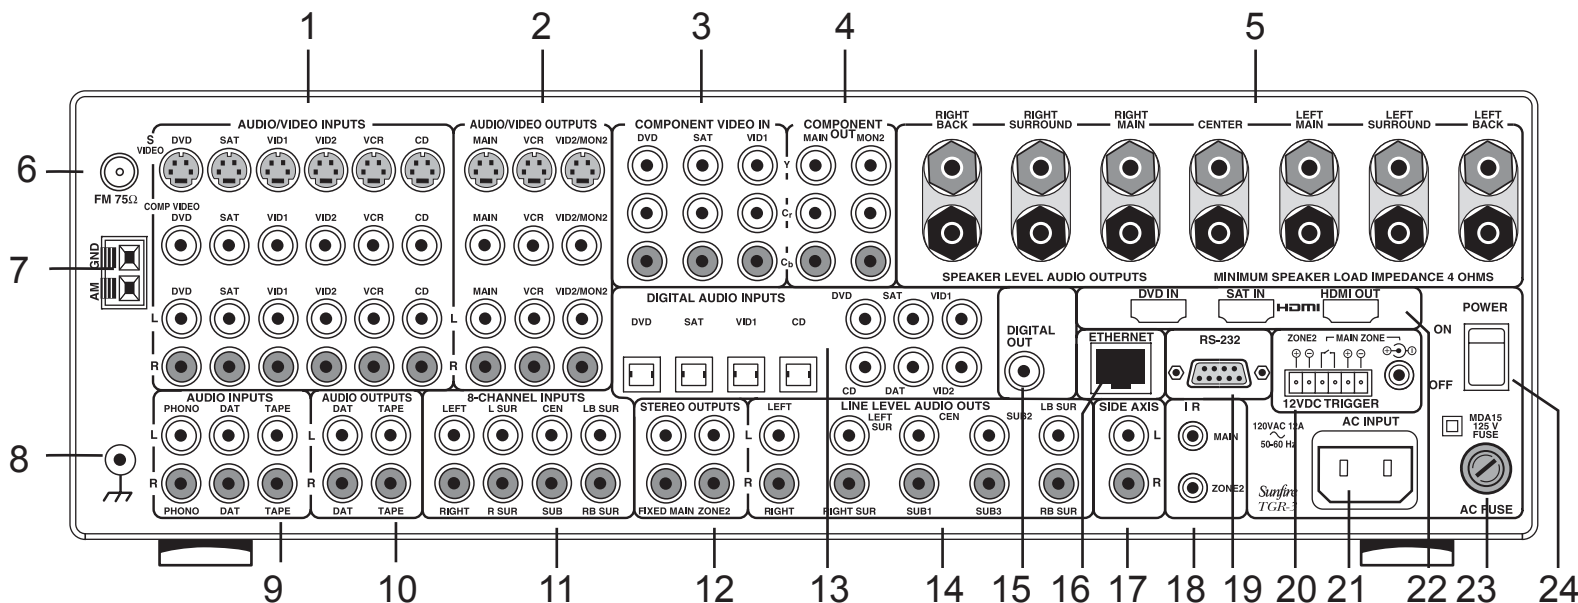 1 2 3 4 5
AUDIO/VIDEO INPUTS
S VIDEO DVD SAT VID1 VID2 VCR CD
COMP VIDEO
DVD SAT VID1 VID2 VCR CD
DVD SAT VID1 VID2 VCR CD
L
R
AUDIO/VIDEO OUTPUTS
MAIN VCR VID2/MON2
MAIN VCR VID2/MON2
MAIN VCR VID2/MON2
L
R
COMPONENT VIDEO IN
DVD SAT VID1
COMPONENT OUT
MAIN MON2
Y
Cr
Cb
RIGHT BACK
RIGHT SURROUND
RIGHT MAIN
CENTER
LEFT MAIN
LEFT SURROUND
LEFT BACK
SPEAKER LEVEL AUDIO OUTPUTS
MINIMUM SPEAKER LOAD IMPEDANCE 4 OHMS
6
FM 75Ω
7
GND
AM
8
DIGITAL AUDIO INPUTS
DVD SAT VID1 CD
DVD SAT VID1
CD DAT VID2
DIGITAL OUT
DVD IN SAT IN HDMI HDMI OUT
ETHERNET
RS-232
ZONE2 MAIN ZONE
12VDC TRIGGER
POWER
ON
OFF
AUDIO INPUTS
PHONO DAT TAPE
L
R
PHONO DAT TAPE
AUDIO OUTPUTS
DAT TAPE
L
R
DAT TAPE
8-CHANNEL INPUTS
LEFT L SUR CEN LB SUR
RIGHT R SUR SUB RB SUR
STEREO OUTPUTS
FIXED MAIN ZONE2
LINE LEVEL AUDIO OUTS
LEFT LEFT SUR CEN SUB2 LB SUR
L
R
RIGHT RIGHT SUR SUB1 SUB3 RB SUR
SIDE AXIS
L
R
I R
MAIN
ZONE2
120VAC 12A
50-60 Hz
Sunfire
TGR-3
AC INPUT
MDA15
125 V
FUSE
AC FUSE
9 10 11 12 13 14 15 16 17 18 19 20 21 22 23 24